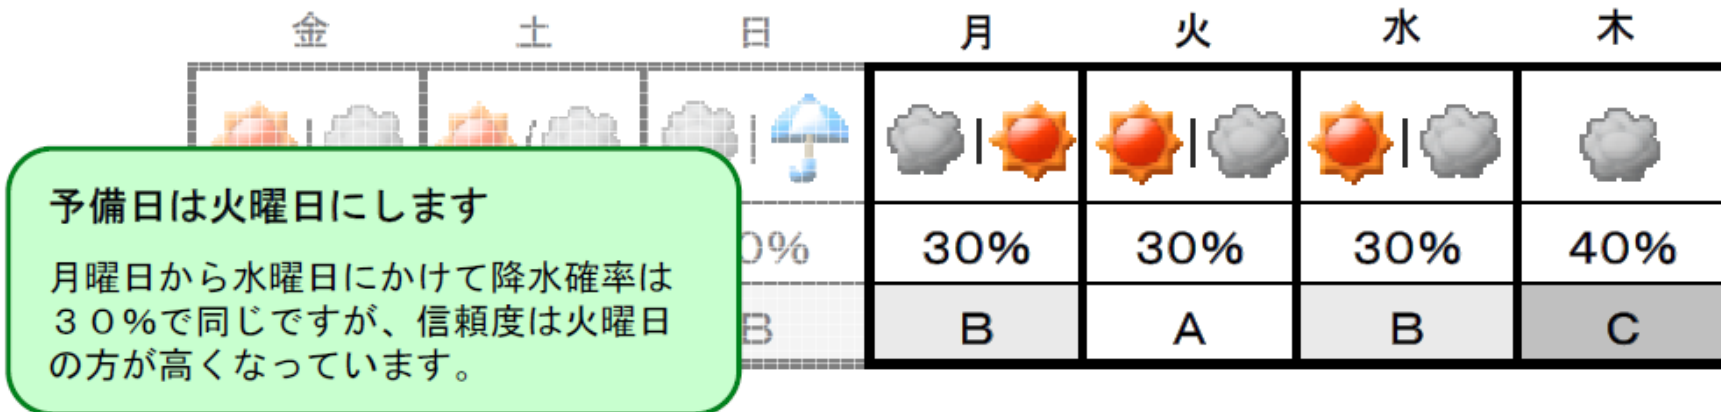 金 土 日 月 火 水 木
予備日は火曜日にします
月曜日から水曜日にかけて降水確率は
３０%で同じですが、信頼度は火曜日
の方が高くなっています。
0% 30% 30% 30% 40%
B B A B C